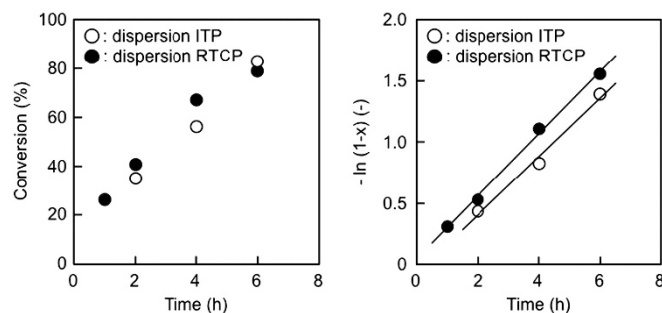 ○: dispersion ITP
●: dispersion RTCP
100
80
60
40
20
0
Conversion (%)
0 2 4 6 8
Time (h)
○: dispersion ITP
●: dispersion RTCP
2.0
1.5
1.0
0.5
0
- ln (1-x) (-)
0 2 4 6 8
Time (h)